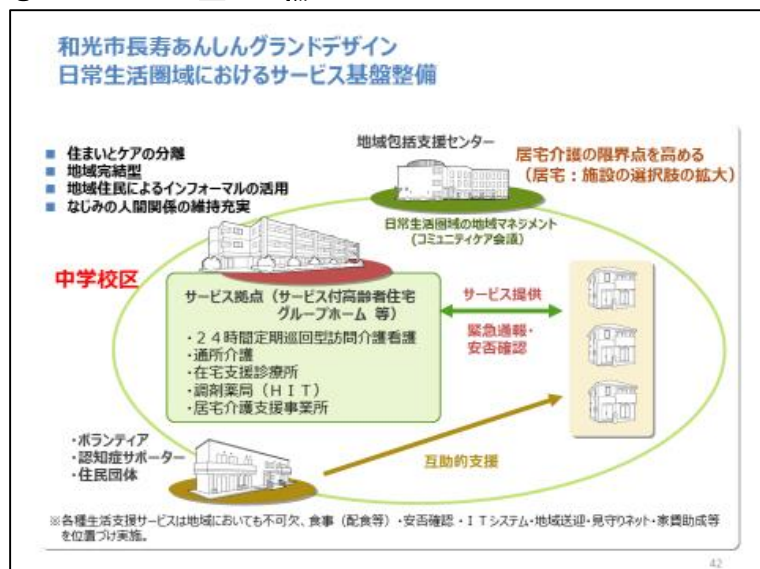 和光市長寿あんしんグランドデザイン
日常生活圏域におけるサービス基盤整備
■ 住まいとケアの分離
■ 地域完結型
■ 地域住民によるインフォーマルの活用
■ なじみの人間関係の維持充実
地域包括支援センター
居宅介護の限界点を高める
（居宅：施設の選択肢の拡大）
日常生活圏域の地域マネジメント
(コミュニティケア会議)
中学校区
サービス拠点（サービス付高齢者住宅
グループホーム 等）
・２４時間定期巡回型訪問介護看護
・通所介護
・在宅支援診療所
・調剤薬局（ＨＩＴ）
・居宅介護支援事業所
サービス提供
緊急通報・
安否確認
・ボランティア
・認知症サポーター
・住民団体
互助的支援
※各種生活支援サービスは地域においても不可欠、食事（配食等）・安否確認・ＩＴシステム・地域送迎・見守りネット・家賃助成等
を位置づけ実施。
42